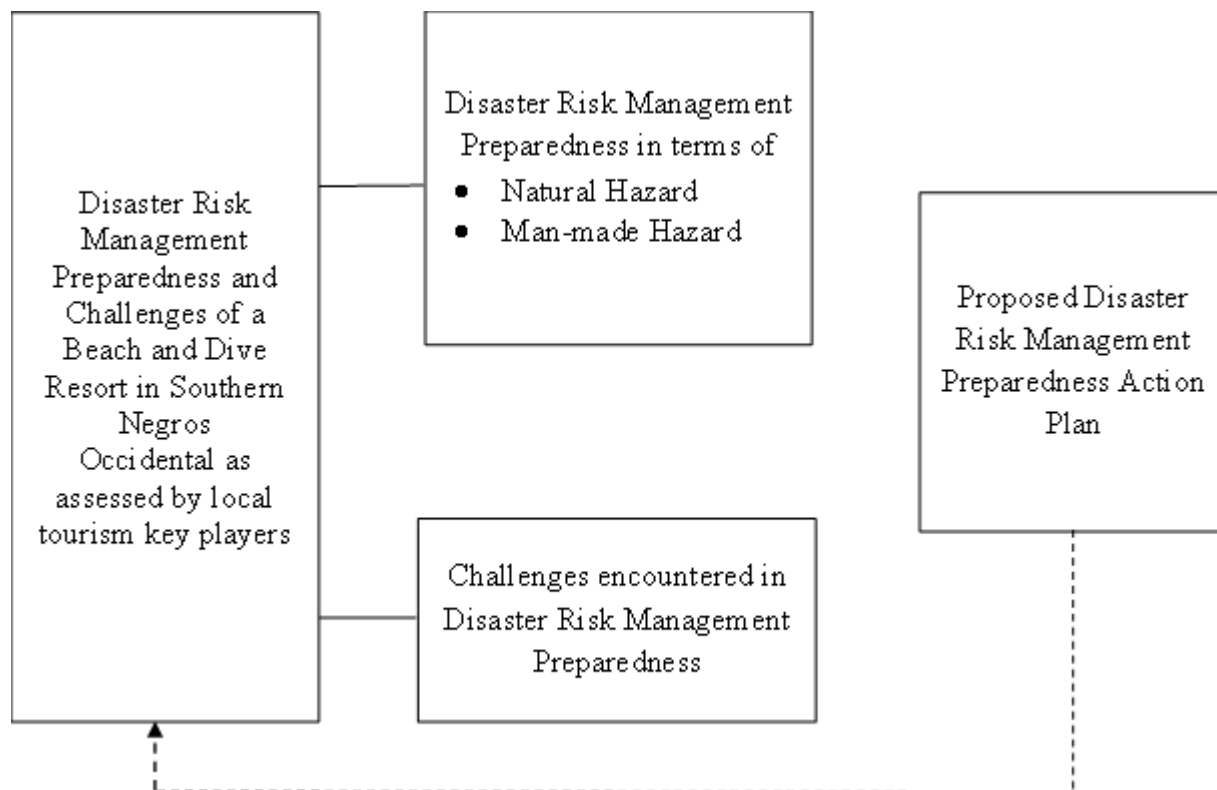 Disaster Risk
Management
Preparedness and
Challenges of a
Beach and Dive
Resort in Southern
Negros
Occidental as
assessed by local
tourism key players
Disaster Risk Management
Preparedness in terms of
● Natural Hazard
● Man-made Hazard
Challenges encountered in
Disaster Risk Management
Preparedness
Proposed Disaster
Risk Management
Preparedness Action
Plan